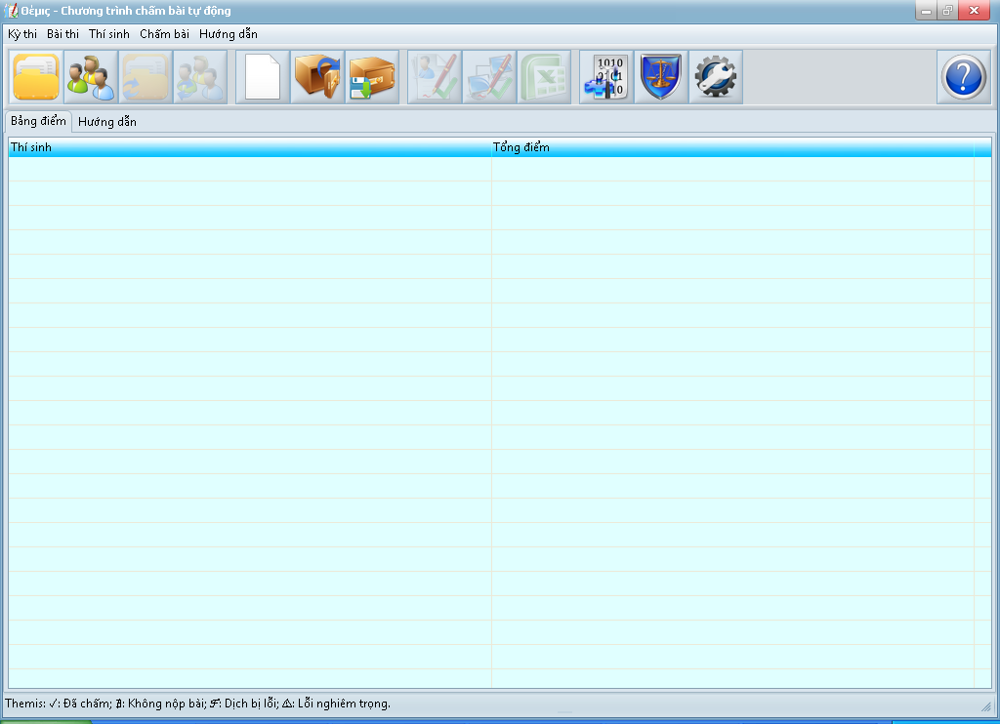 Θέμις - Chương trình chấm bài tự động
Kỳ thi Bài thi Thí sinh Chấm bài Hướng dẫn
1010
0101
0
?
Bảng điểm Hướng dẫn
Thí sinh Tổng điểm
Themis: ✓: Đã chấm; Ƀ: Không nộp bài; ₣: Dịch bị lỗi; ⚠: Lỗi nghiêm trọng.